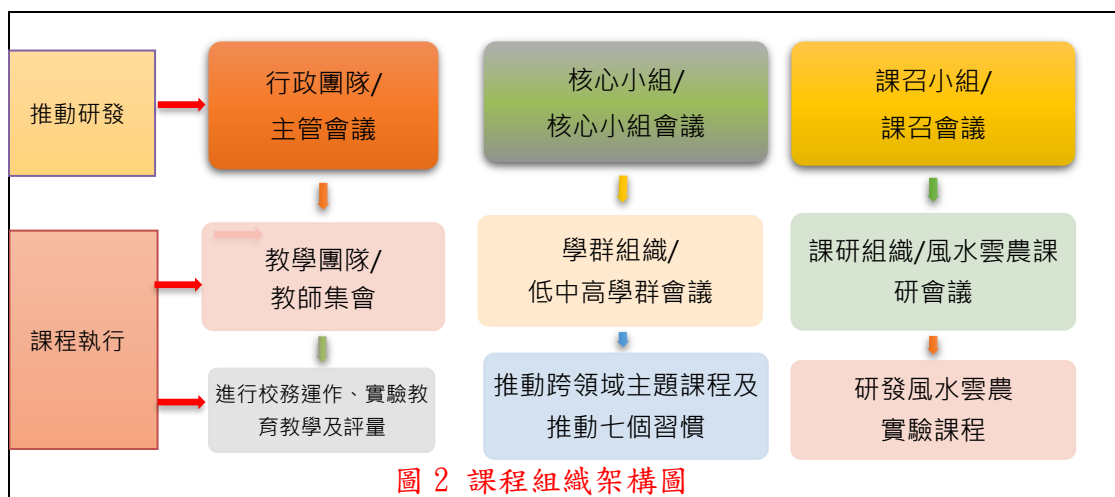 推動研發
行政團隊/
主管會議
核心小組/
核心小組會議
課召小組/
課召會議
課程執行
教學團隊/
教師集會
學群組織/
低中高學群會議
課研組織/風水雲農課
研會議
進行校務運作、實驗教
育教學及評量
推動跨領域主題課程及
推動七個習慣
研發風水雲農
實驗課程
圖 2 課程組織架構圖